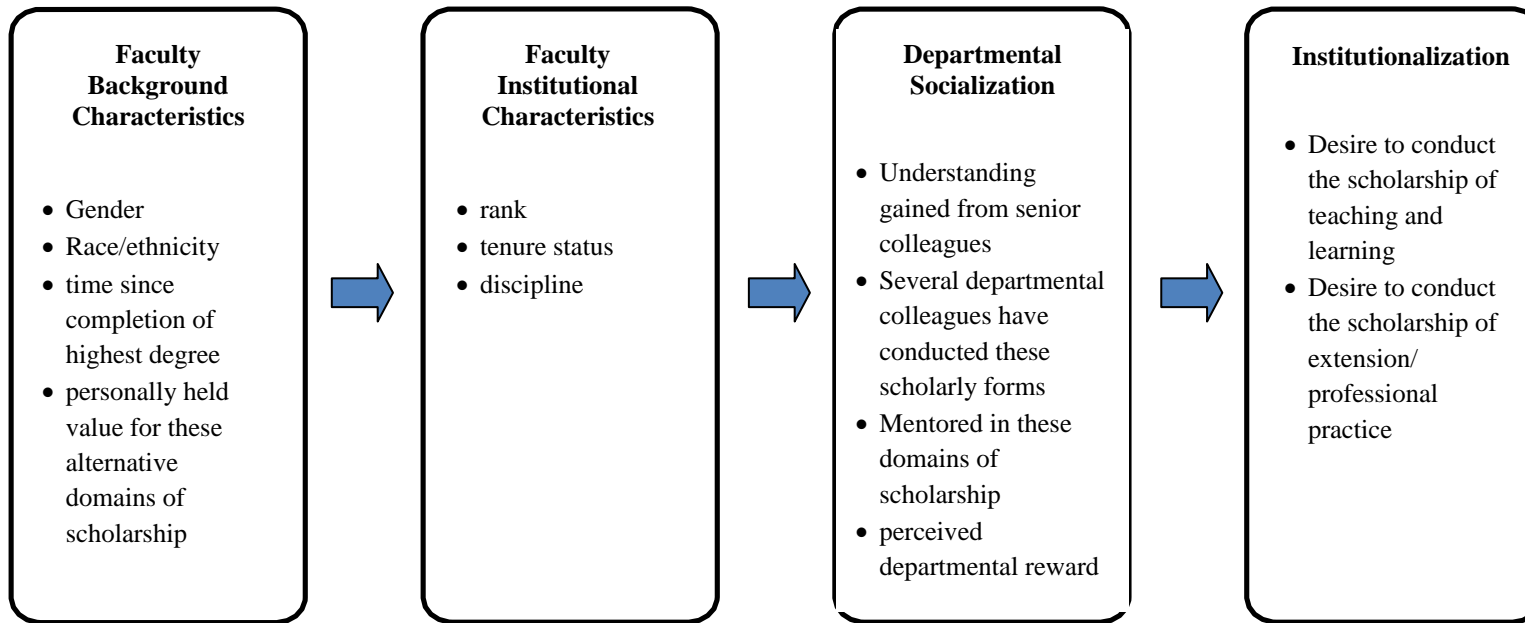 Faculty
Background
Characteristics
• Gender
• Race/ethnicity
• time since
completion of
highest degree
• personally held
value for these
alternative
domains of
scholarship
Faculty
Institutional
Characteristics
• rank
• tenure status
• discipline
Departmental
Socialization
• Understanding
gained from senior
colleagues
• Several departmental
colleagues have
conducted these
scholarly forms
• Mentored in these
domains of
scholarship
• perceived
departmental reward
Institutionalization
• Desire to conduct
the scholarship of
teaching and
learning
• Desire to conduct
the scholarship of
extension/
professional
practice